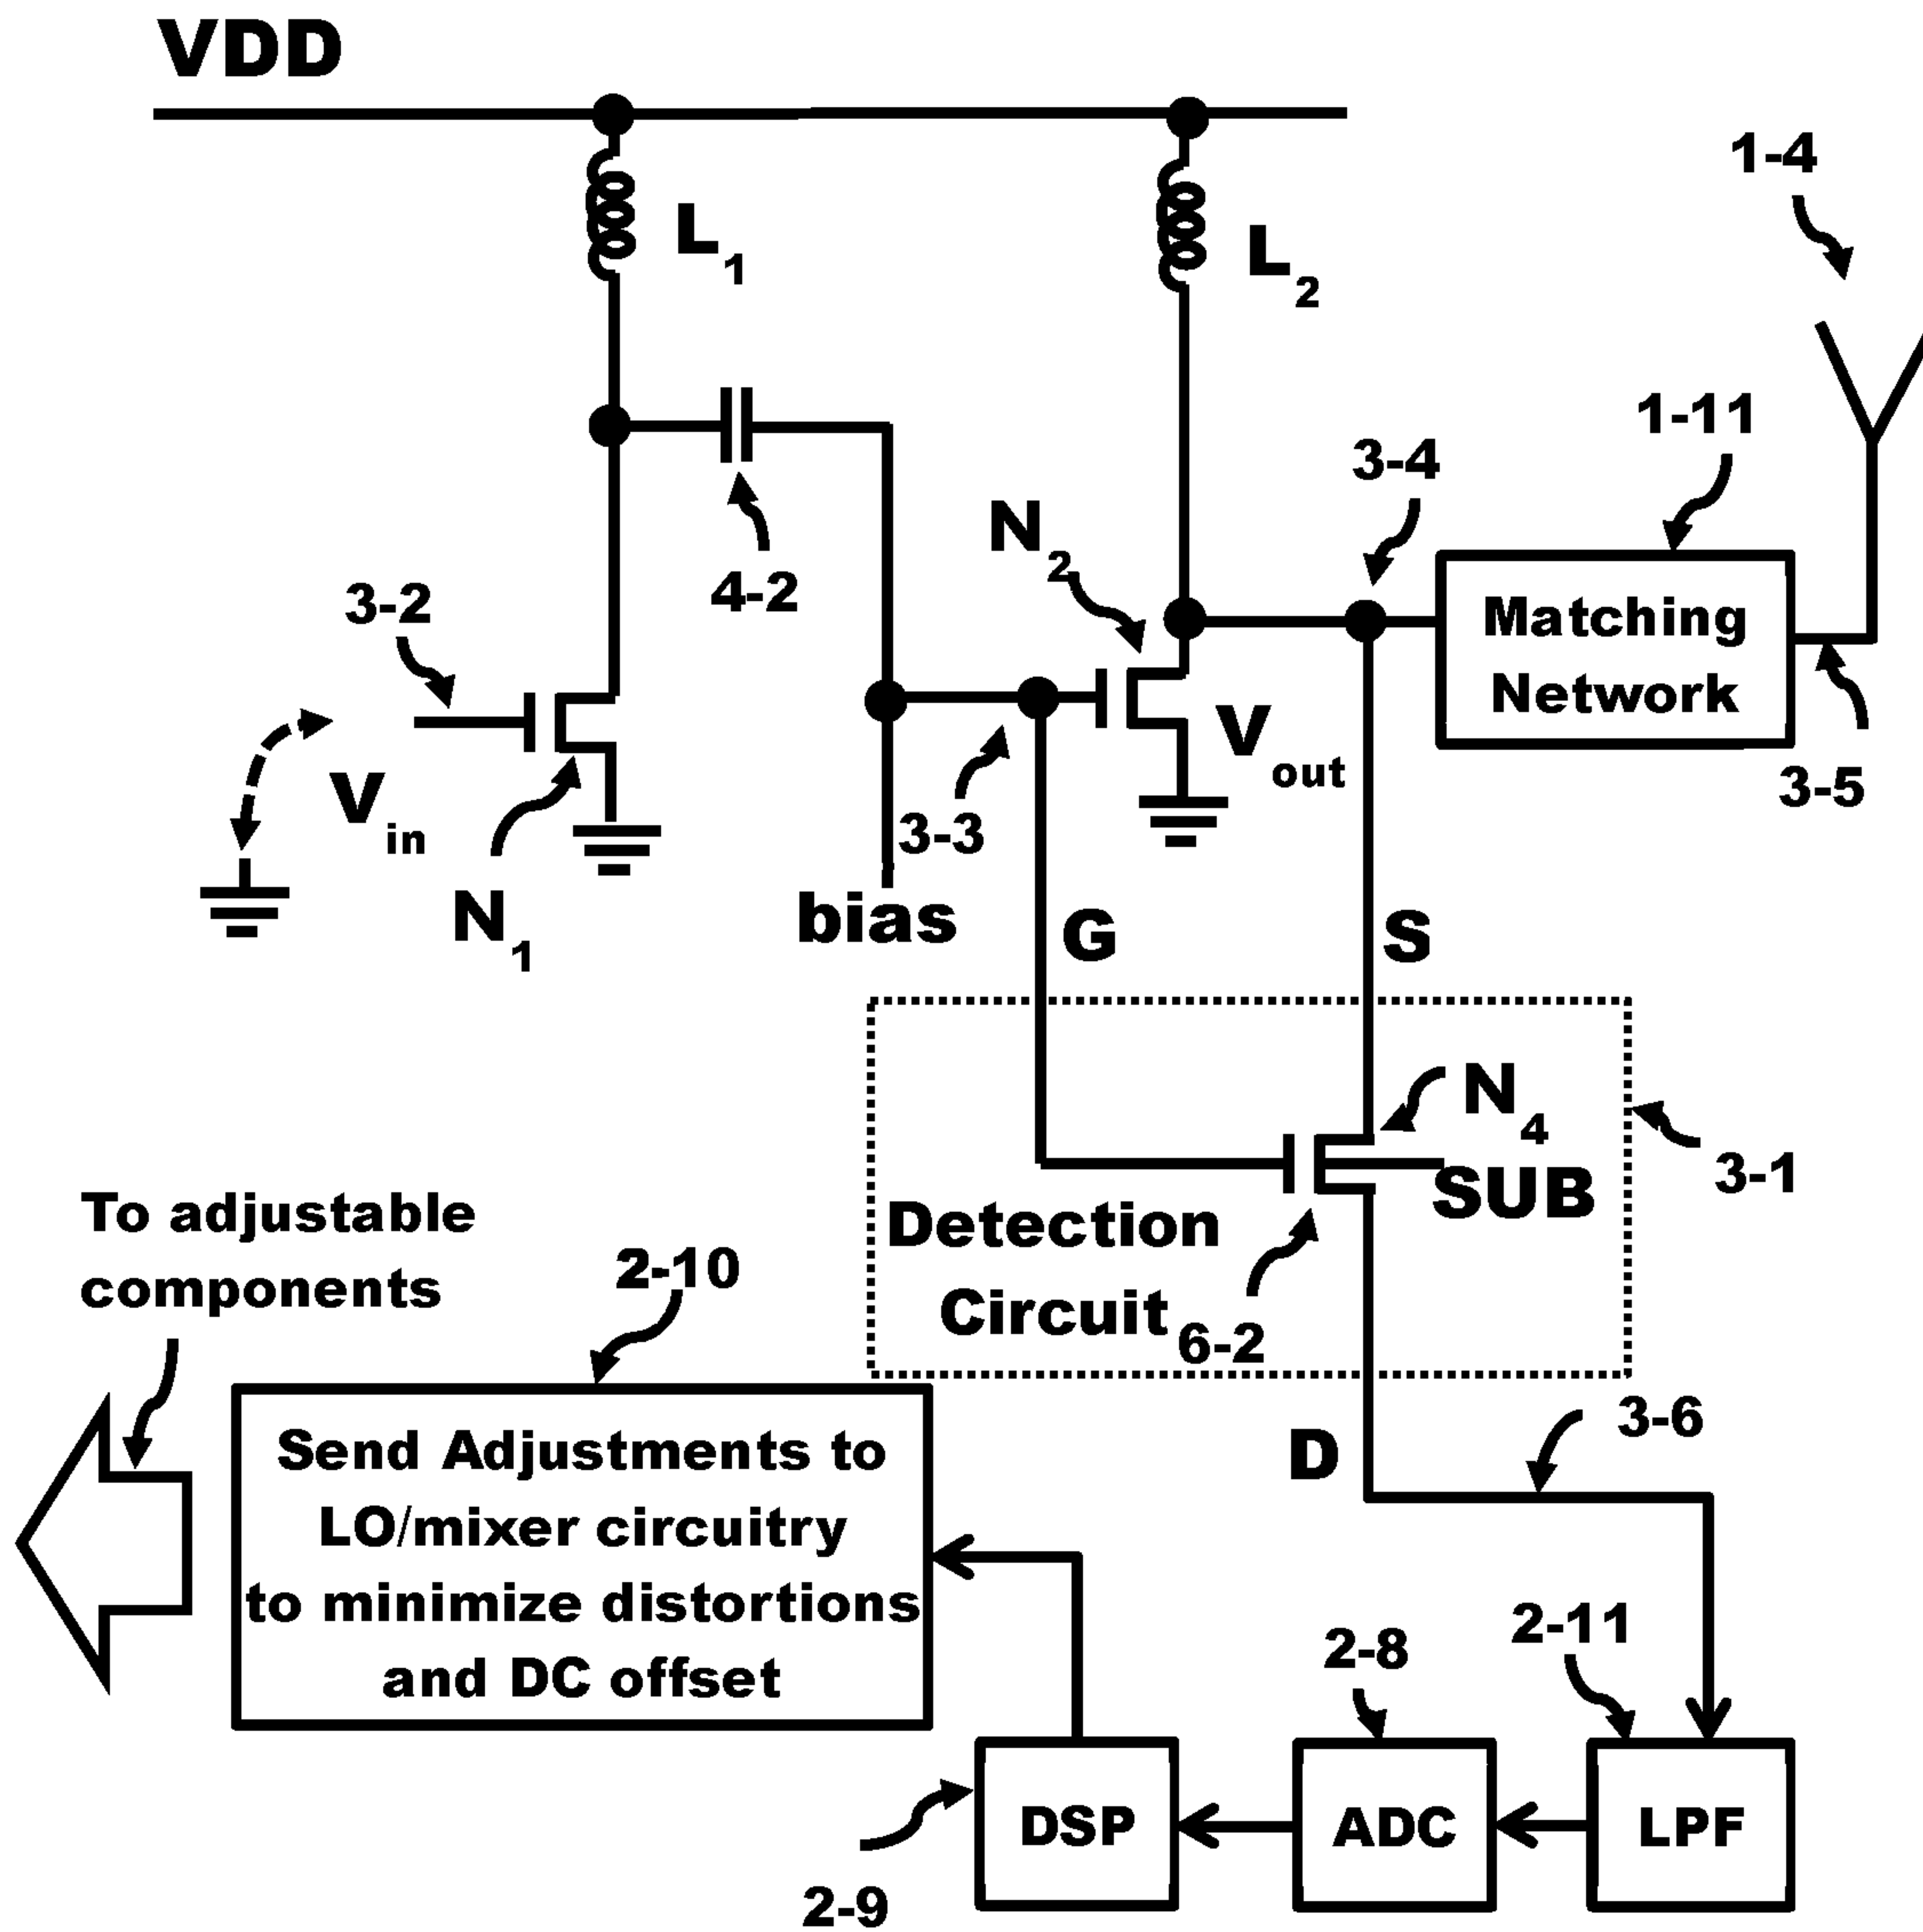 VDD
1-4
L1
L2
1-11
3-4
N2
4-2
3-2
Matching
Network
Vout
Vin
3-5
3-3
N1
bias
G
S
N4
SUB
3-1
To adjustable
components
Detection
Circuit
6-2
2-10
3-6
D
Send Adjustments to
LO/mixer circuitry
to minimize distortions
and DC offset
2-11
2-8
DSP
ADC
LPF
2-9